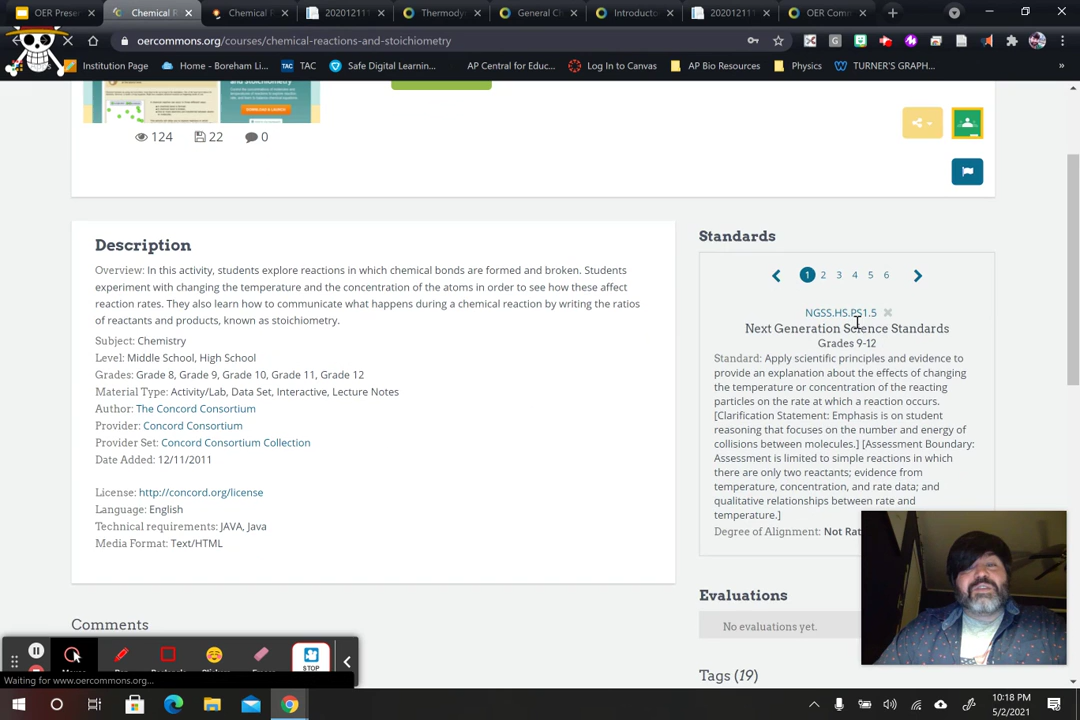 OER Prese
Chemical R
Chemical
20201211
Thermody
General C
Introducto
20201211
OER Com
oercommons.org/courses/chemical-reactions-and-stoichiometry
Institution Page
Home - Boreham Li...
TAC
TAC
Safe Digital Learnin...
AP Central for Educ...
Log In to Canvas
AP Bio Resources
Physics
TURNER'S GRAPH...
»
and stoichiometry
DOWNLOAD & LAUNCH
124
22
0
Description
Overview: In this activity, students explore reactions in which chemical bonds are formed and broken. Students
experiment with changing the temperature and the concentration of the atoms in order to see how these affect
reaction rates. They also learn how to communicate what happens during a chemical reaction by writing the ratios
of reactants and products, known as stoichiometry.
Subject: Chemistry
Level: Middle School, High School
Grades: Grade 8, Grade 9, Grade 10, Grade 11, Grade 12
Material Type: Activity/Lab, Data Set, Interactive, Lecture Notes
Author: The Concord Consortium
Provider: Concord Consortium
Provider Set: Concord Consortium Collection
Date Added: 12/11/2011
License: http://concord.org/license
Language: English
Technical requirements: JAVA, Java
Media Format: Text/HTML
Comments
Standards
1 2 3 4 5 6
NGSS.HS.PS1.5
Next Generation Science Standards
Grades 9-12
Standard: Apply scientific principles and evidence to
provide an explanation about the effects of changing
the temperature or concentration of the reacting
particles on the rate at which a reaction occurs.
[Clarification Statement: Emphasis is on student
reasoning that focuses on the number and energy of
collisions between molecules.] [Assessment Boundary:
Assessment is limited to simple reactions in which
there are only two reactants; evidence from
temperature, concentration, and rate data; and
qualitative relationships between rate and
temperature.]
Degree of Alignment: Not Rat
Evaluations
No evaluations yet.
Tags (19)
STOP
Waiting for www.oercommons.org...
10:18 PM
5/2/2021